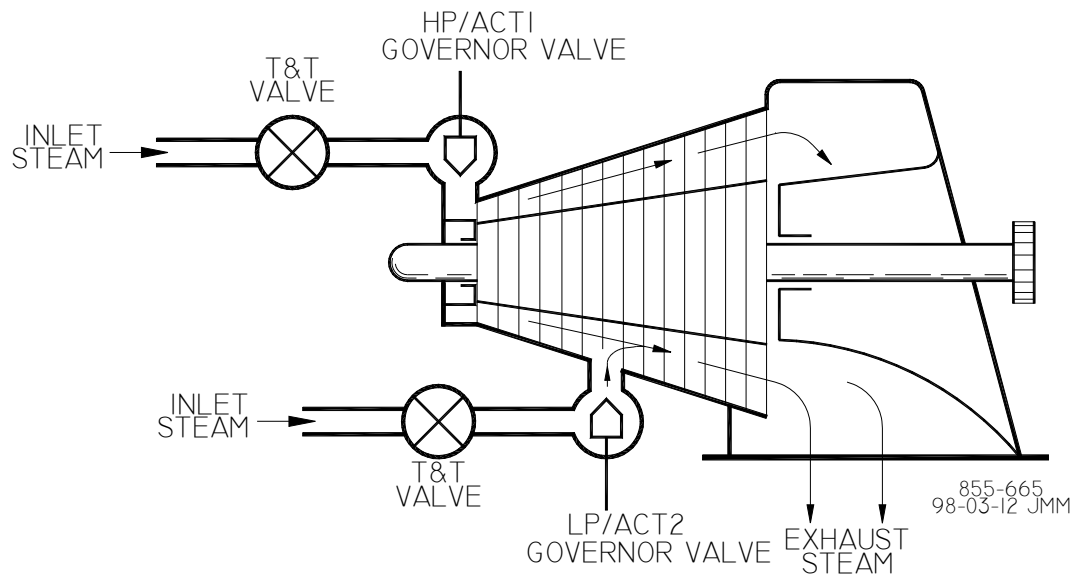 HP/ACT1
GOVERNOR VALVE
T&T
VALVE
INLET
STEAM
INLET
STEAM
T&T
VALVE
LP/ACT2
GOVERNOR VALVE
EXHAUST
STEAM
855-665
98-03-12 JMM